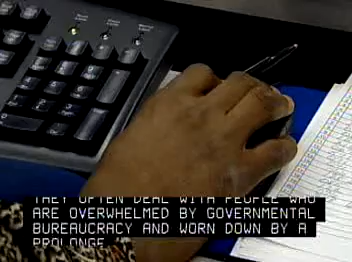 THEY OFTEN DEAL WITH PEOPLE WHO
ARE OVERWHELMED BY GOVERNMENTAL
BUREAUCRACY AND WORN DOWN BY A
PROLONGE